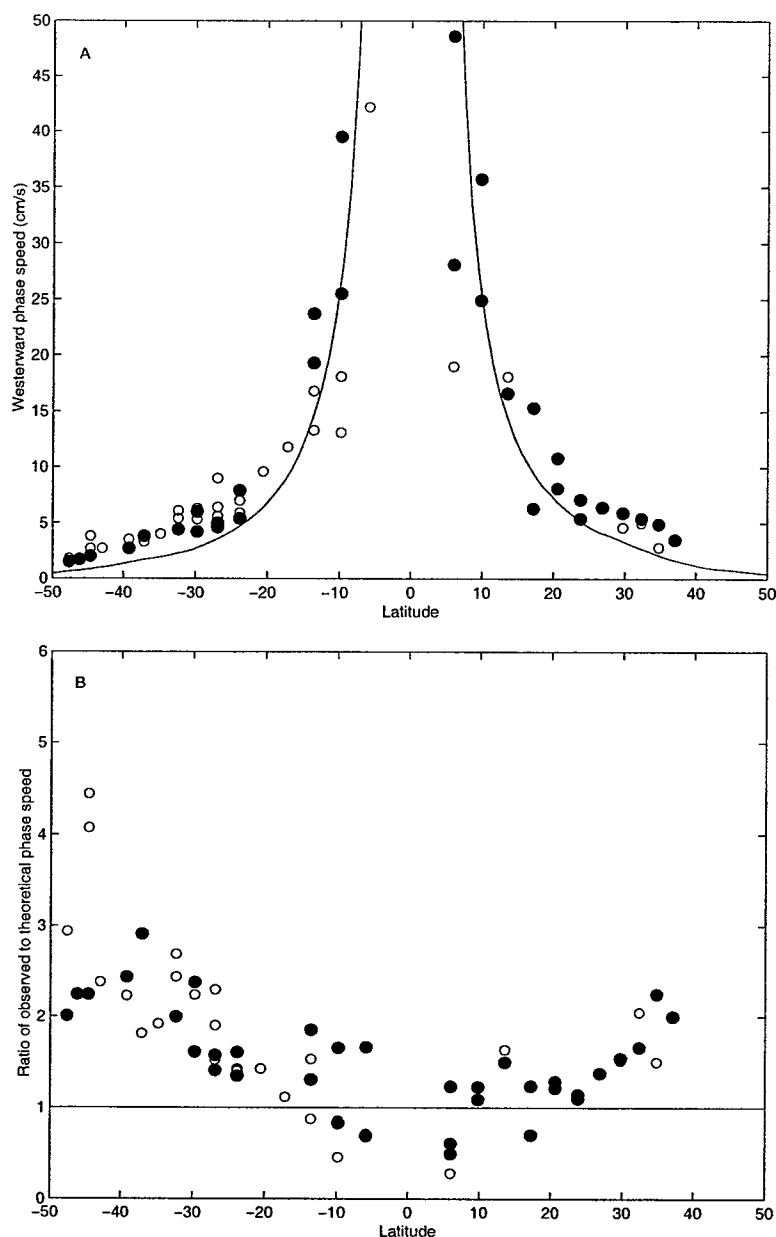 A
50
45
40
35
30
25
20
15
10
5
0
Westerward phase speed (cm/s)
−50 −40 −30 −20 −10 0 10 20 30 40 50
Latitude
B
6
5
4
3
2
1
0
Ratio of observed to theoretical phase speed
−50 −40 −30 −20 −10 0 10 20 30 40 50
Latitude